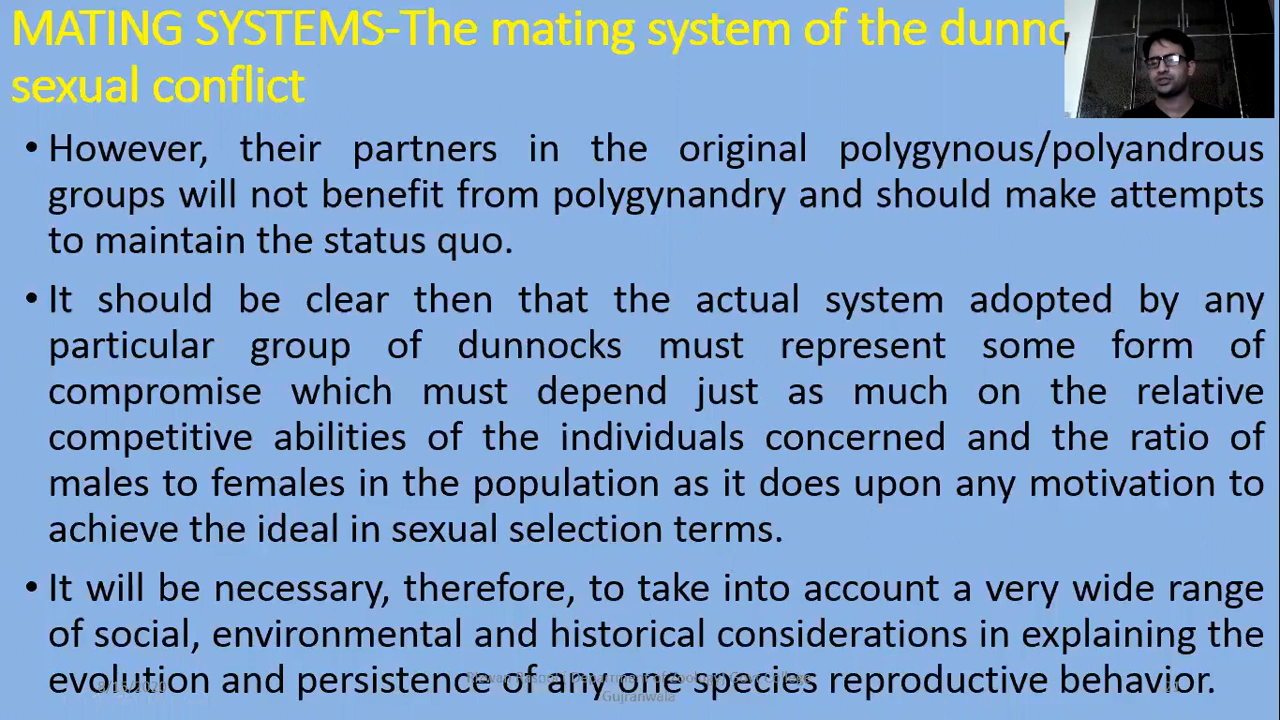 MATING SYSTEMS-The mating system of the
sexual conflict
• However, their partners in the original polygynous/polyandrous
groups will not benefit from polygynandry and should make attempts
to maintain the status quo.
• It should be clear then that the actual system adopted by any
particular group of dunnocks must represent some form of
compromise which must depend just as much on the relative
competitive abilities of the individuals concerned and the ratio of
males to females in the population as it does upon any motivation to
achieve the ideal in sexual selection terms.
• It will be necessary, therefore, to take into account a very wide range
of social, environmental and historical considerations in explaining the
evolution and persistence of any one species reproductive behavior.
Gujranwala